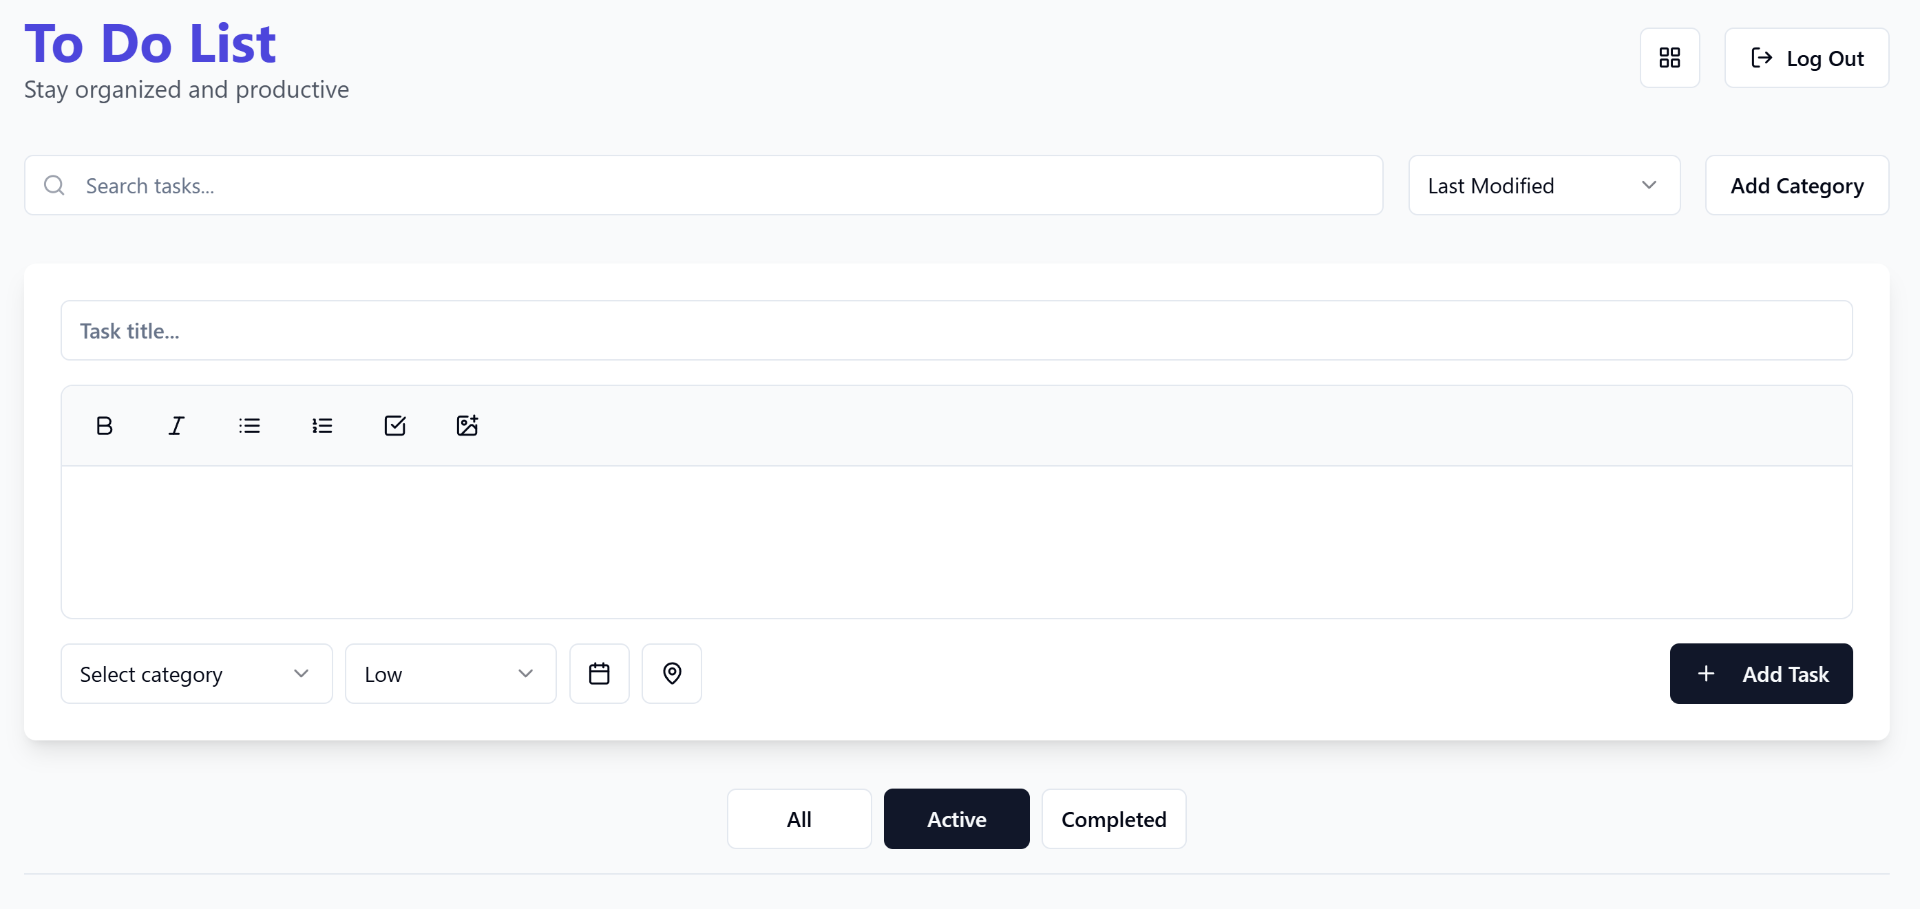 To Do List
Stay organized and productive
Log Out
Search tasks...
Last Modified
Add Category
Task title...
Select category
Low
Add Task
All
Active
Completed